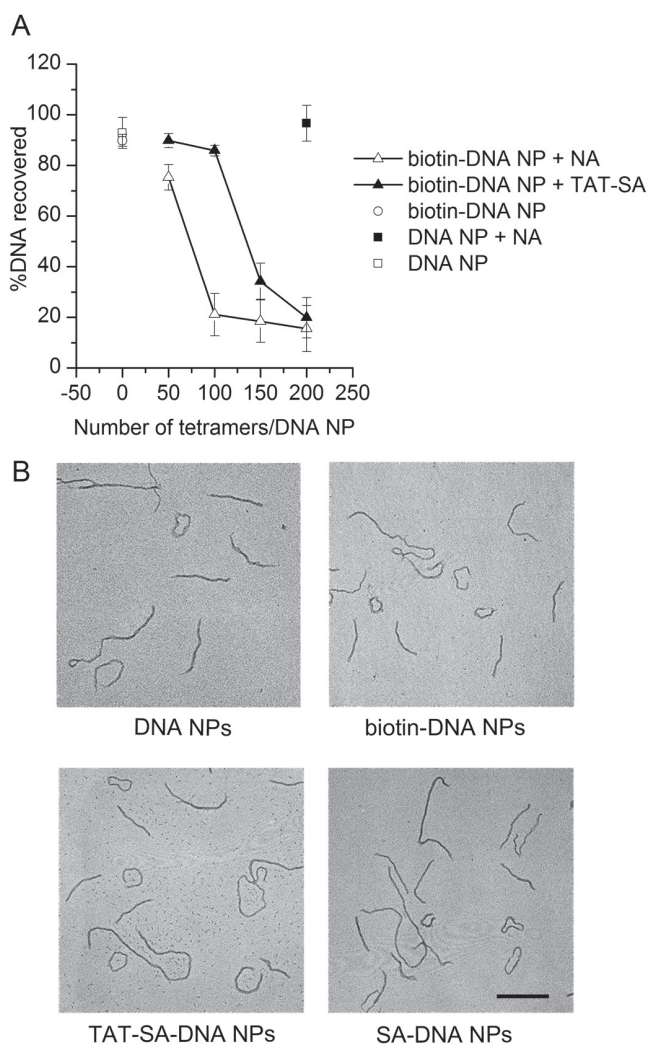 A
120
100
80
60
40
20
0
%DNA recovered
-50 0 50 100 150 200 250
Number of tetramers/DNA NP
biotin-DNA NP + NA
biotin-DNA NP + TAT-SA
biotin-DNA NP
DNA NP + NA
DNA NP
B
DNA NPs
biotin-DNA NPs
TAT-SA-DNA NPs
SA-DNA NPs